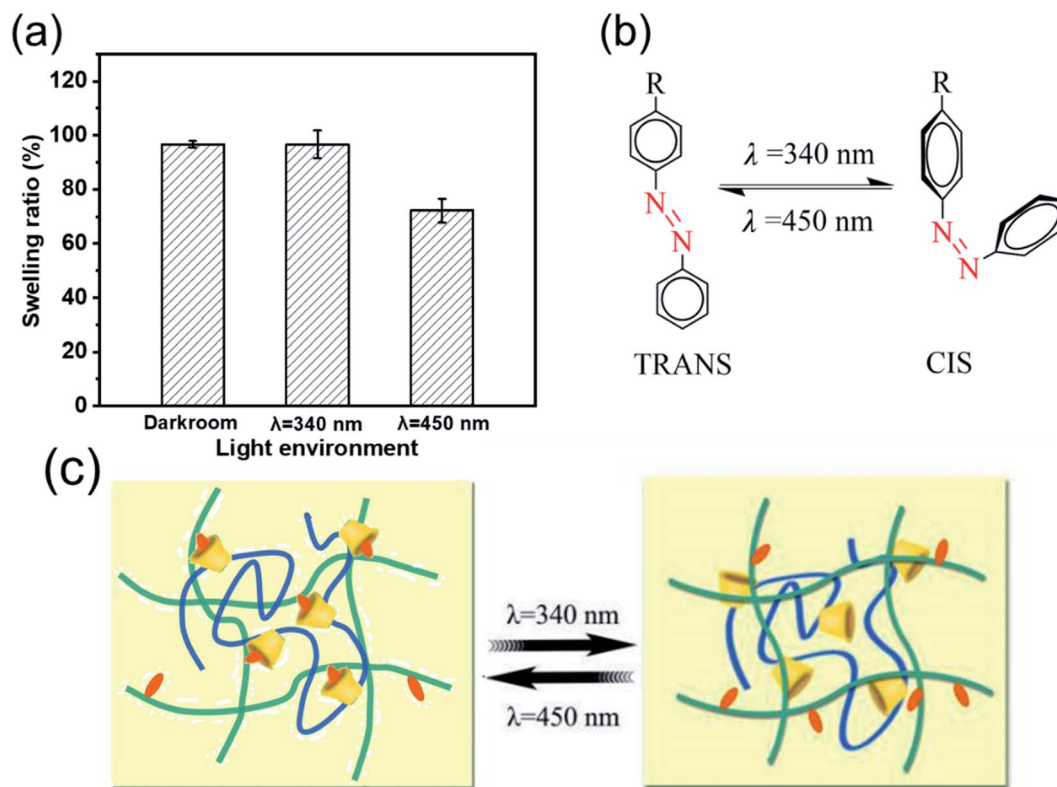 (a)
Swelling ratio (%)
120
100
80
60
40
20
0
Darkroom
λ=340 nm
λ=450 nm
Light environment
(b)
R
N
N
TRANS
λ =340 nm
λ =450 nm
R
N
N
CIS
(c)
λ=340 nm
λ=450 nm